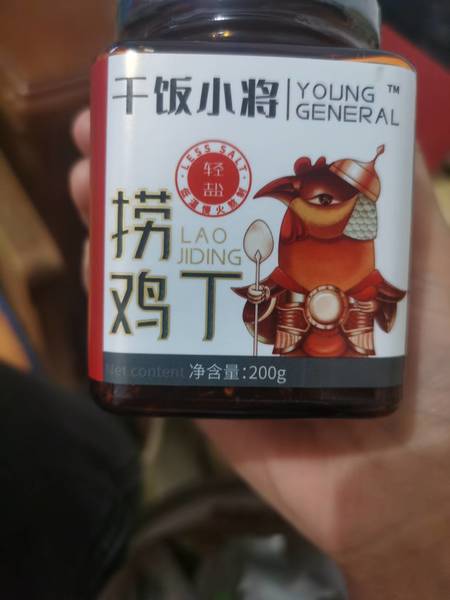 干饭小将
YOUNG
GENERAL
TM
LESS SALT
轻盐
捞鸡丁
LAO
JIDING
Net content 净含量:200g